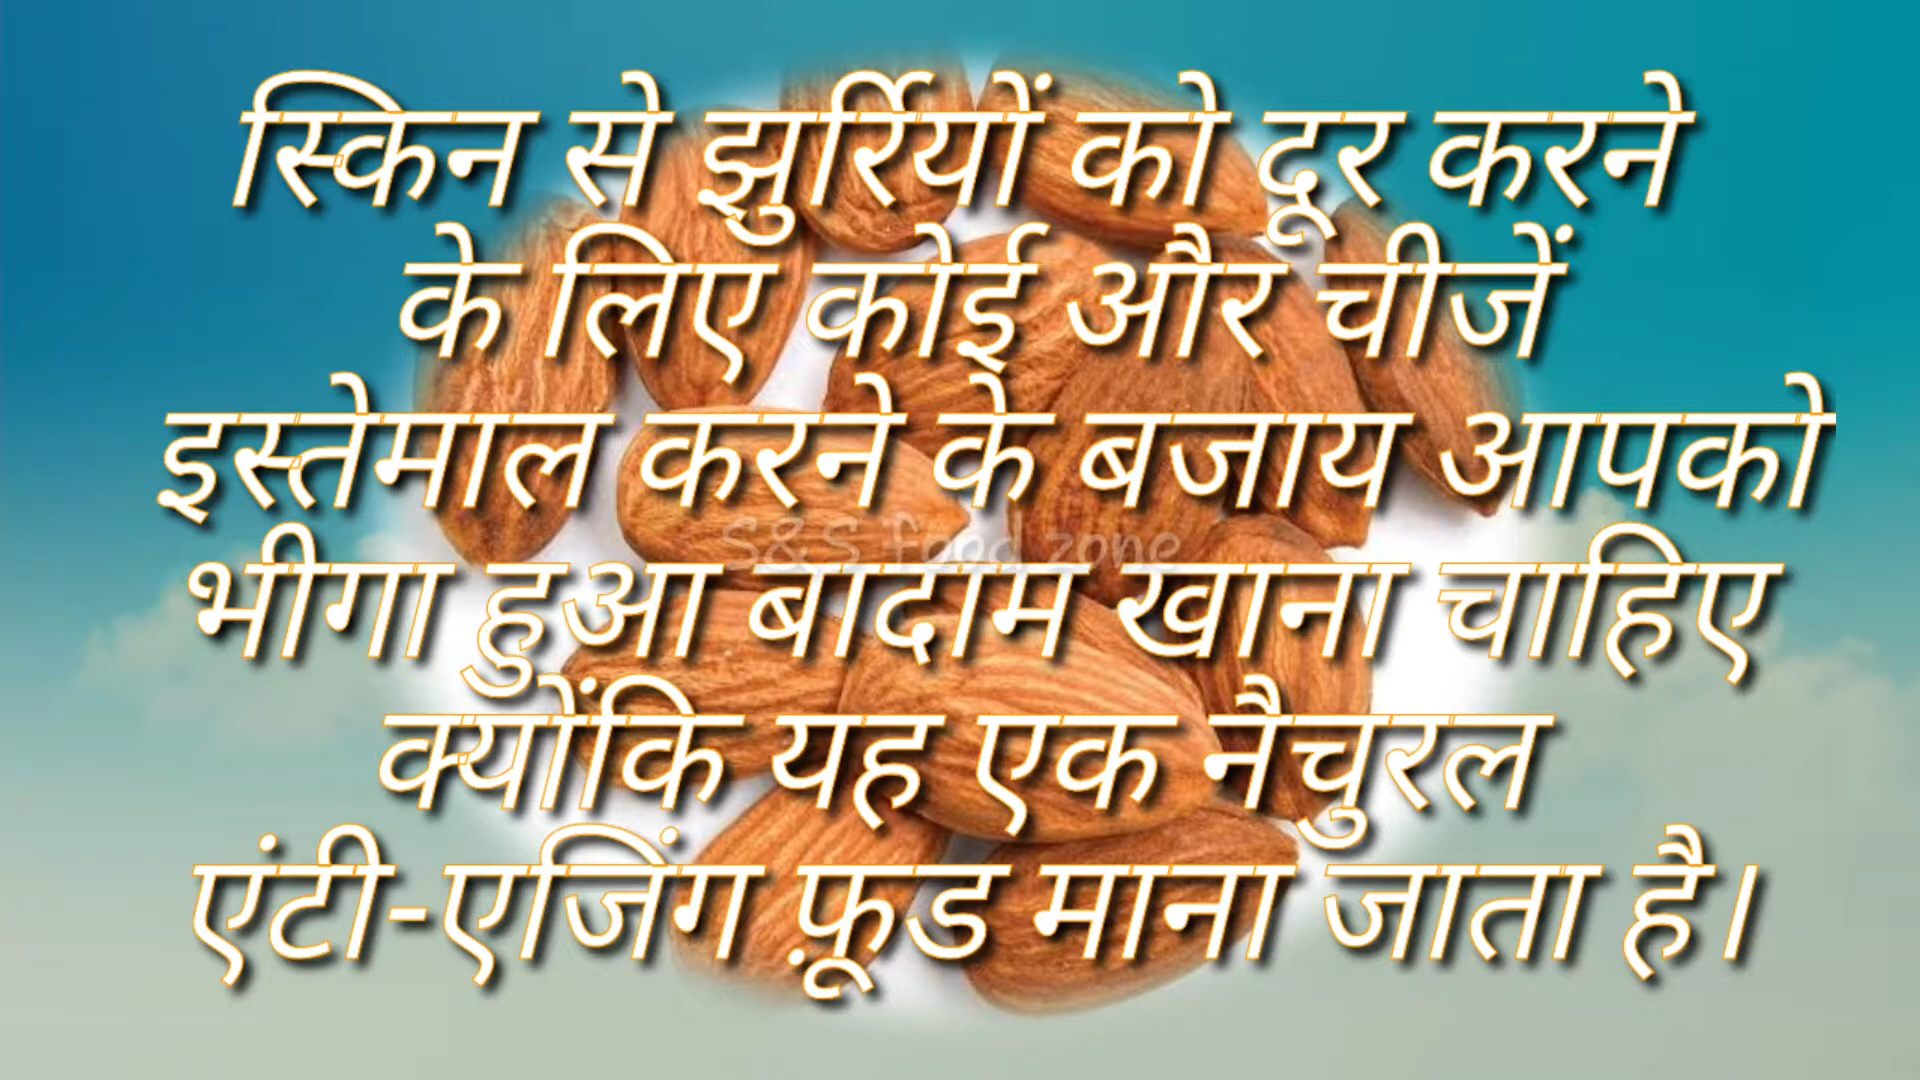 स्किन से झुर्रियों को दूर करने
के लिए कोई और चीजें
इस्तेमाल करने के बजाय आपको
S&S food zone
भीगा हुआ बादाम खाना चाहिए
क्योंकि यह एक नैचुरल
एंटी-एजिंग फ़ूड माना जाता है।